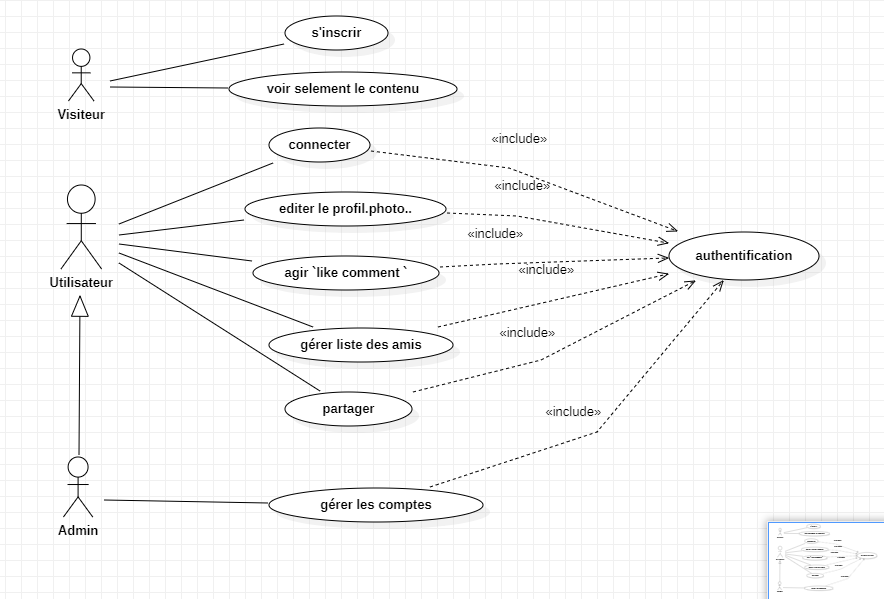 s'inscrir
Visiteur
voir selement le contenu
connecter
«include»
«include»
editer le profil.photo..
«include»
agir `like comment `
«include»
authentification
Utilisateur
gérer liste des amis
«include»
partager
«include»
Admin
gérer les comptes